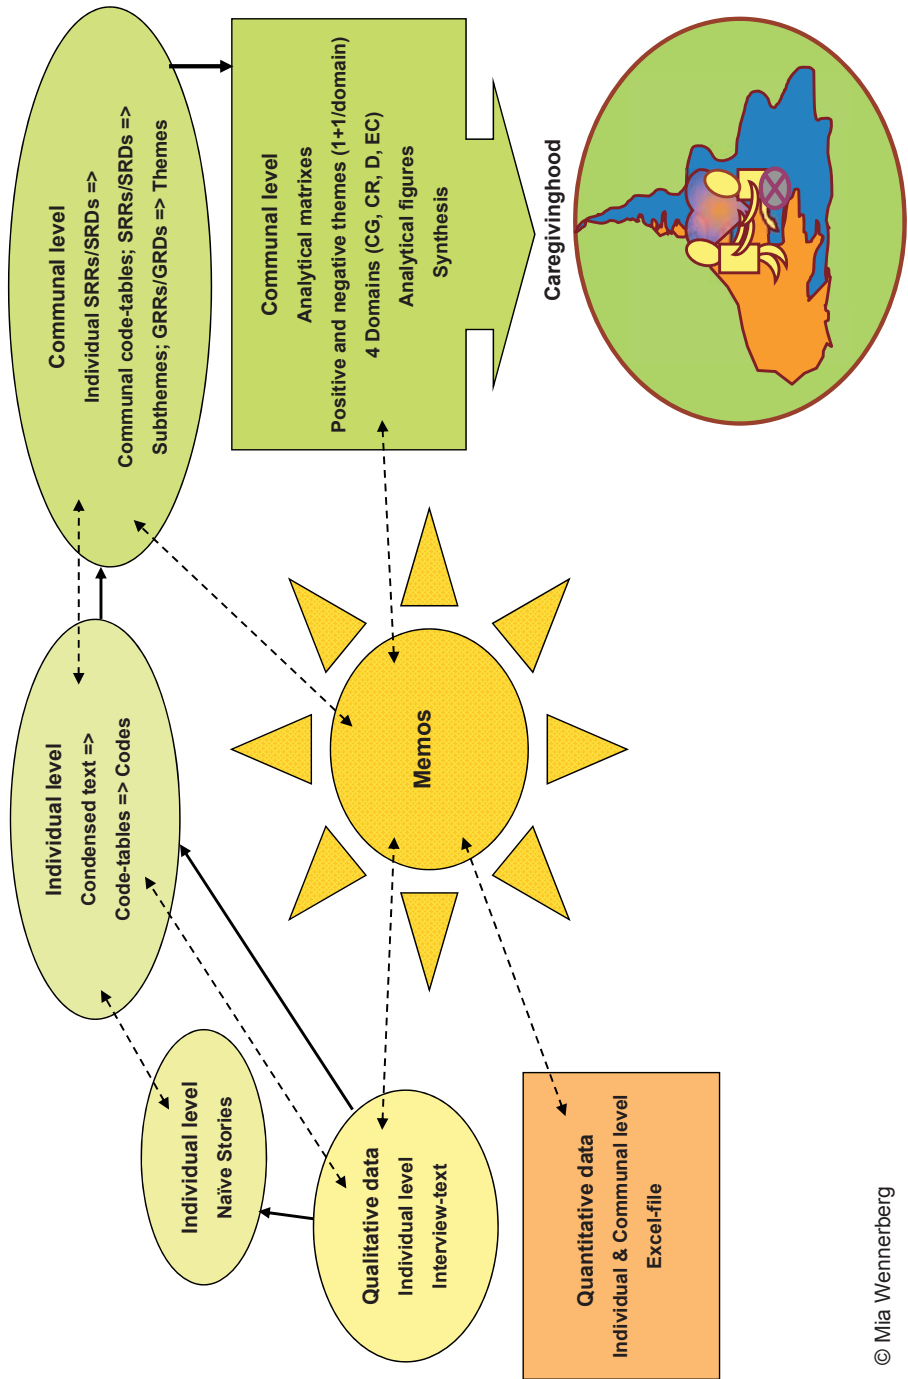 Qualitative data
Individual level
Interview-text
Individual level
Naïve Stories
Individual level
Condensed text =>
Code-tables => Codes
Communal level
Individual SRRs/SRDs =>
Communal code-tables; SRRs/SRDs =>
Subthemes; GRRs/GRDs => Themes
Communal level
Analytical matrixes
Positive and negative themes (1+1/domain)
4 Domains (CG, CR, D, EC)
Analytical figures
Synthesis
Caregivinghood
Memos
Quantitative data
Individual & Communal level
Excel-file
© Mia Wennerberg